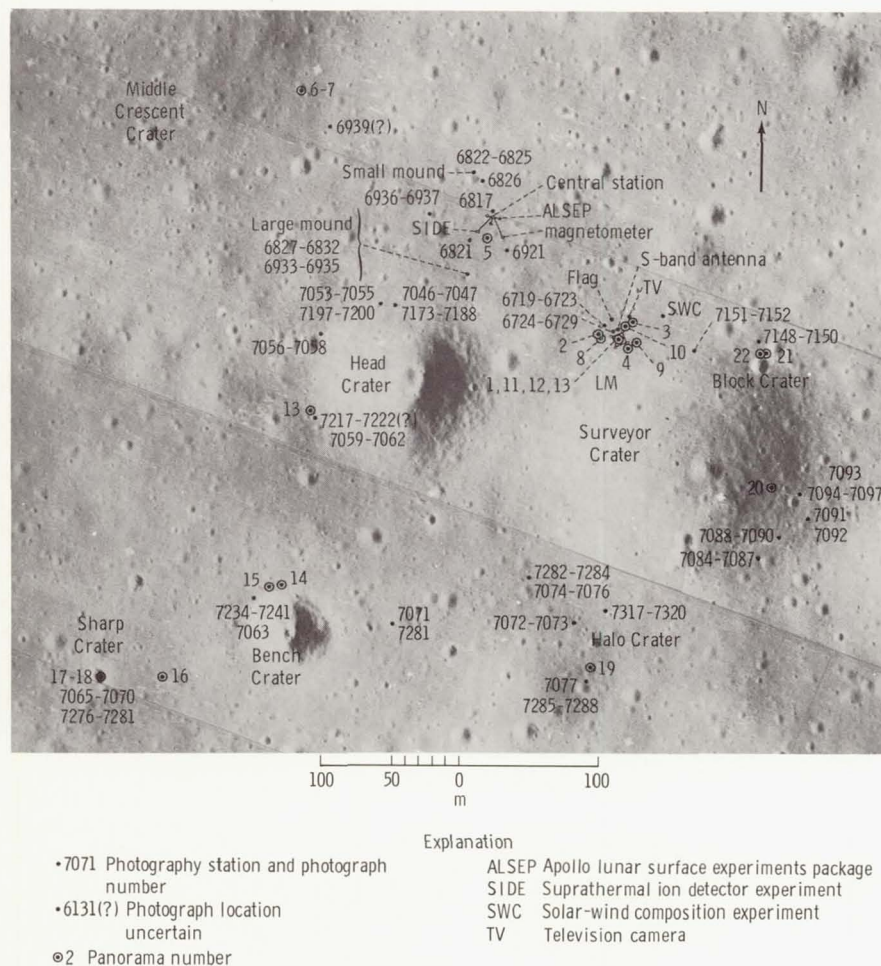 Middle
Crescent
Crater
6-7
6939(?)
N
6822-6825
Small mound
6826
Central station
6936-6937
6817
ALSEP
Large mound
SIDE
magnetometer
6827-6832
6821
5
6921
6933-6935
S-band antenna
Flag
TV
7053-7055
7046-7047
6719-6723
SWC
7151-7152
7197-7200
7173-7188
6724-6729
7148-7150
7056-7058
2
3
8
10
22
21
Head
Crater
4
9
Block Crater
1, 11, 12, 13
LM
13
7217-7222(?)
7059-7062
Surveyor
Crater
20
7093
7094-7097
7091
7092
7088-7090
7084-7087
15
14
7282-7284
7074-7076
7234-7241
7063
7071
7281
7317-7320
7072-7073
Halo Crater
Sharp
Crater
Bench
Crater
17-18
16
19
7065-7070
7276-7281
7077
7285-7288
100 50 0 100
m
Explanation
•7071 Photography station and photograph
number
•6131(?) Photograph location
uncertain
2 Panorama number
ALSEP Apollo lunar surface experiments package
SIDE Suprathermal ion detector experiment
SWC Solar-wind composition experiment
TV Television camera